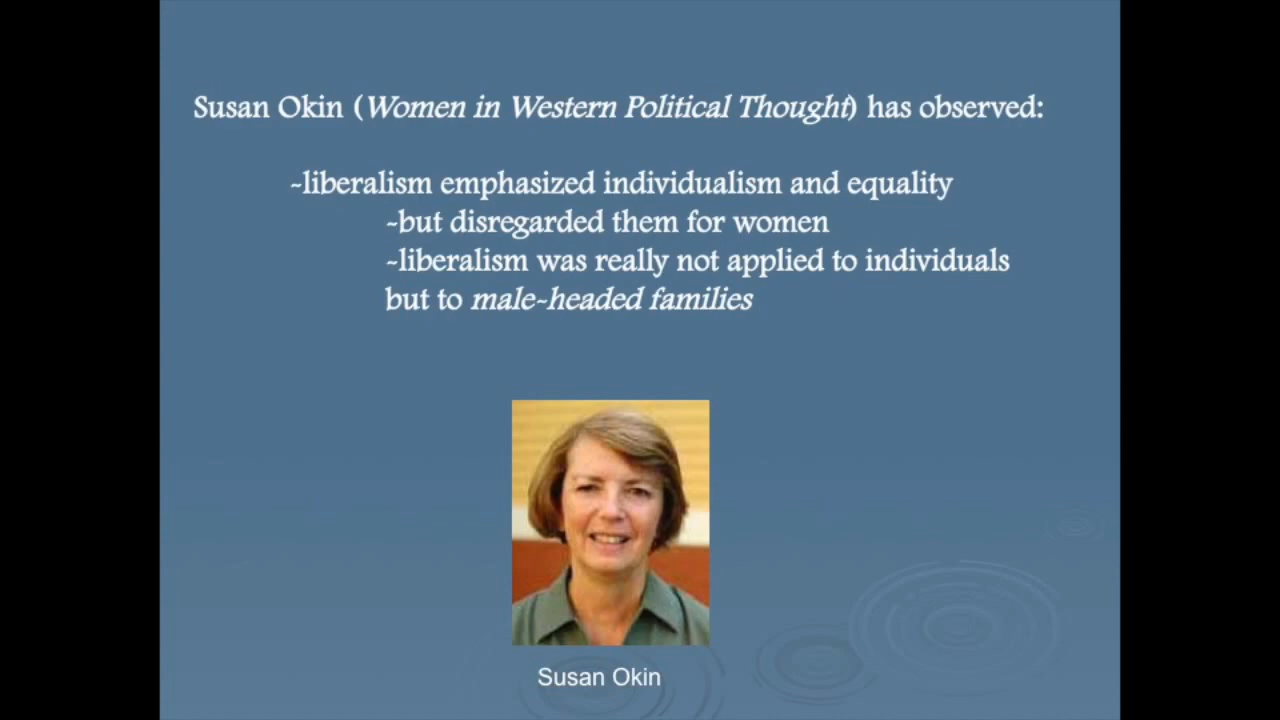 Susan Okin (Women in Western Political Thought) has observed:
-liberalism emphasized individualism and equality
-but disregarded them for women
-liberalism was really not applied to individuals
but to male-headed families
Susan Okin